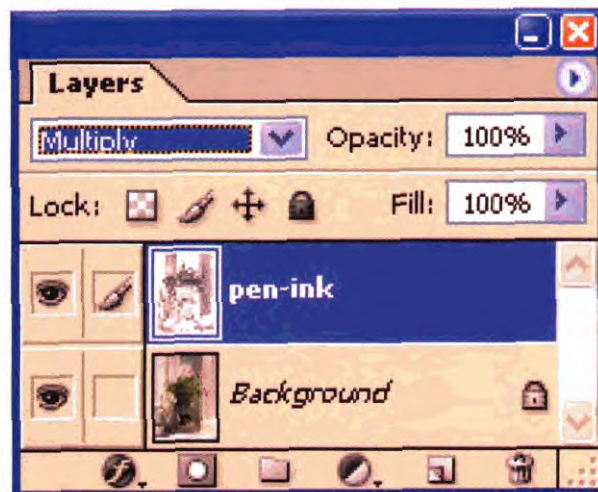 Layers
Multiply Opacity: 100%
Lock: Fill: 100%
pen-ink
Background